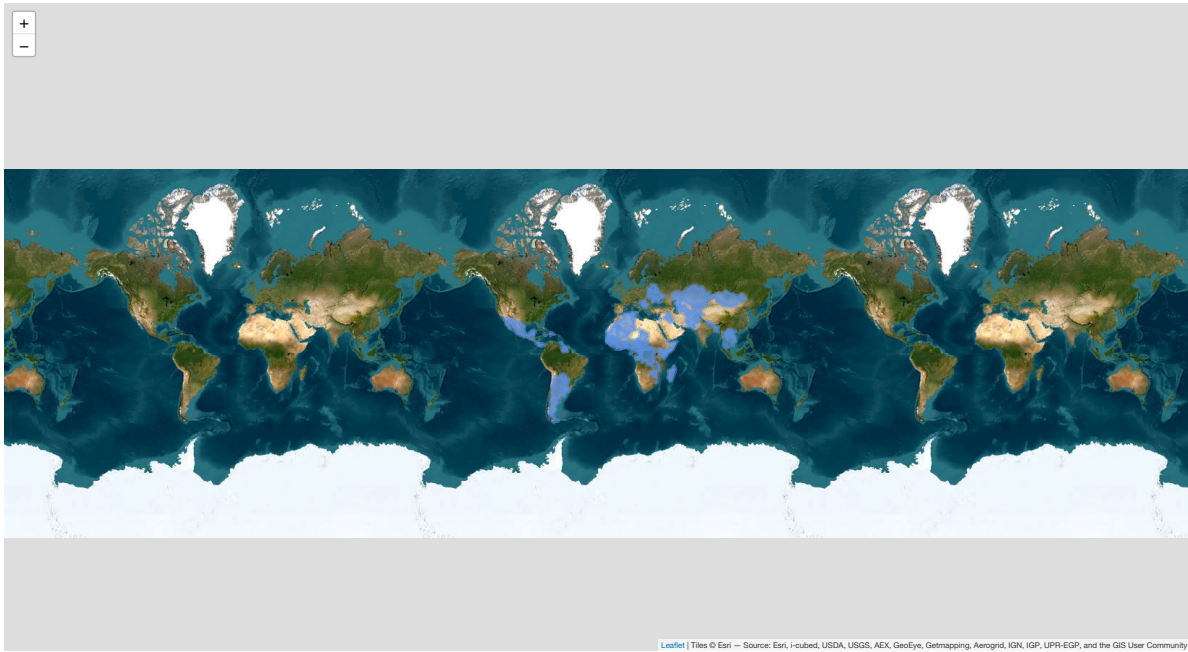 +
−
Leaflet | Tiles © Esri — Source: Esri, i-cubed, USDA, USGS, AEX, GeoEye, Getmapping, Aerogrid, IGN, IGP, UPR-EGP, and the GIS User Community